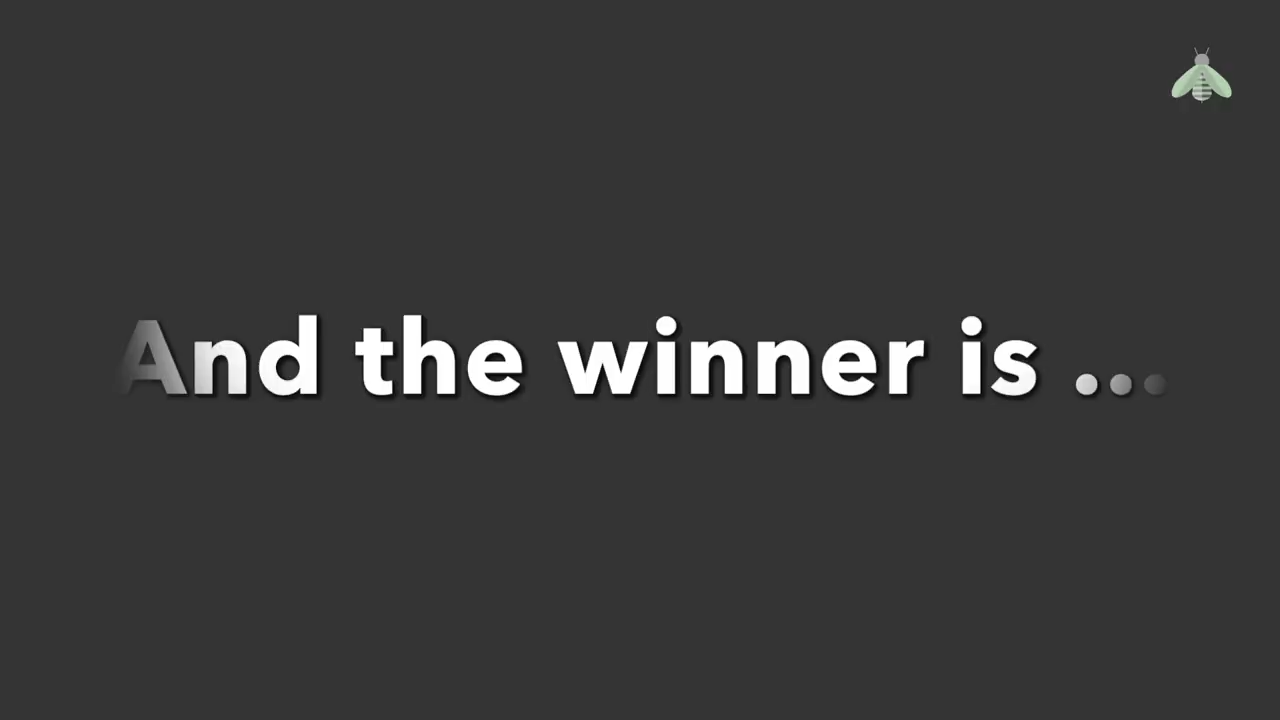 And the winner is ...